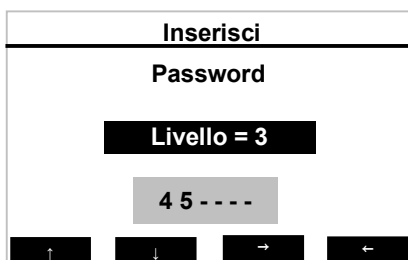 Inserisci
Password
Livello = 3
4 5 - - - -
↑ ↓ → ←